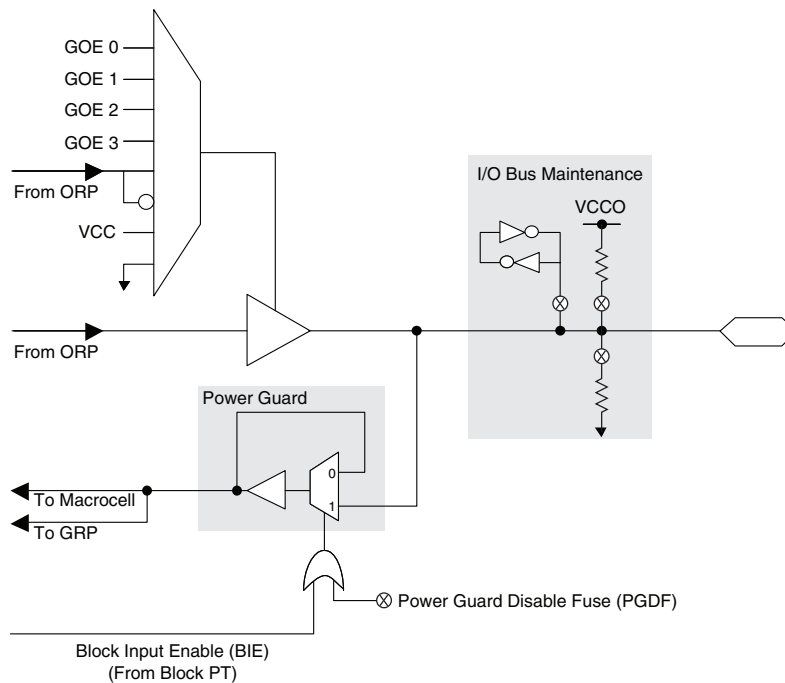 GOE 0
GOE 1
GOE 2
GOE 3
From ORP
VCC
From ORP
I/O Bus Maintenance
VCCO
Power Guard
0
1
To Macrocell
To GRP
Power Guard Disable Fuse (PGDF)
Block Input Enable (BIE)
(From Block PT)